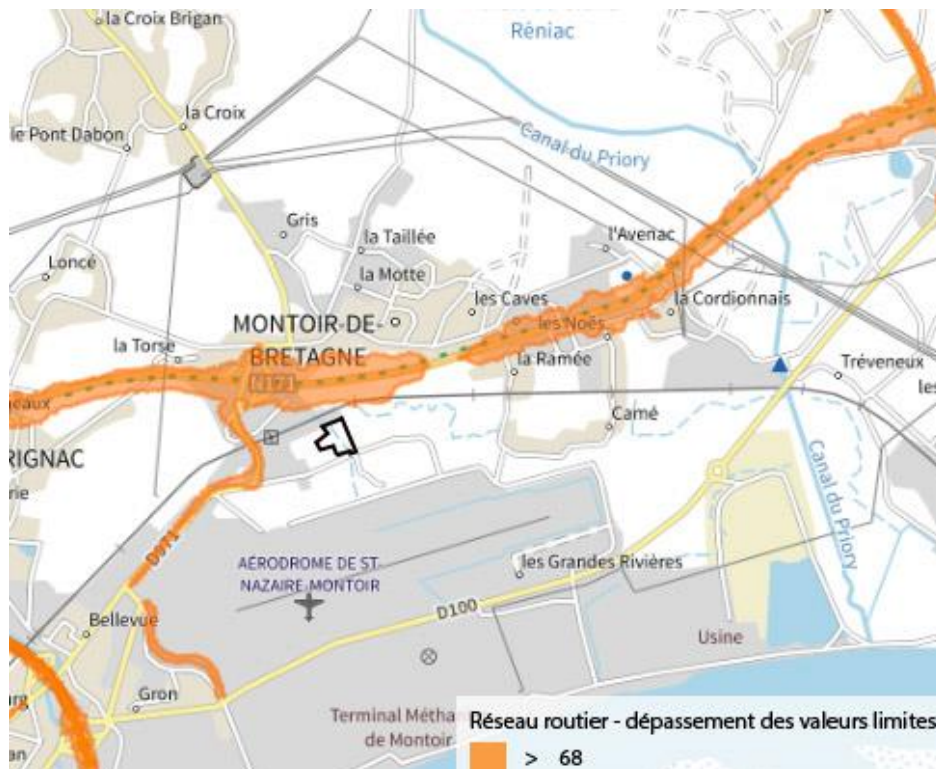 la Croix Brigan
Réniac
la Croix
le Pont Dabon
Canal du Priory
Gris
la Taillée
l'Avenac
Loncé
la Motte
les Caves
la Cordionnais
MONTOIR-DE-
BRETAGNE
les Noës
la Torse
la Ramée
Tréveneux
les
N171
Camé
RIGNAC
Canal du Priory
D971
AÉRODROME DE ST-
NAZAIRE-MONTOIR
les Grandes Rivières
D100
Bellevue
Usine
Gron
Terminal Métha
de Montoir
Réseau routier - dépassement des valeurs limites
> 68